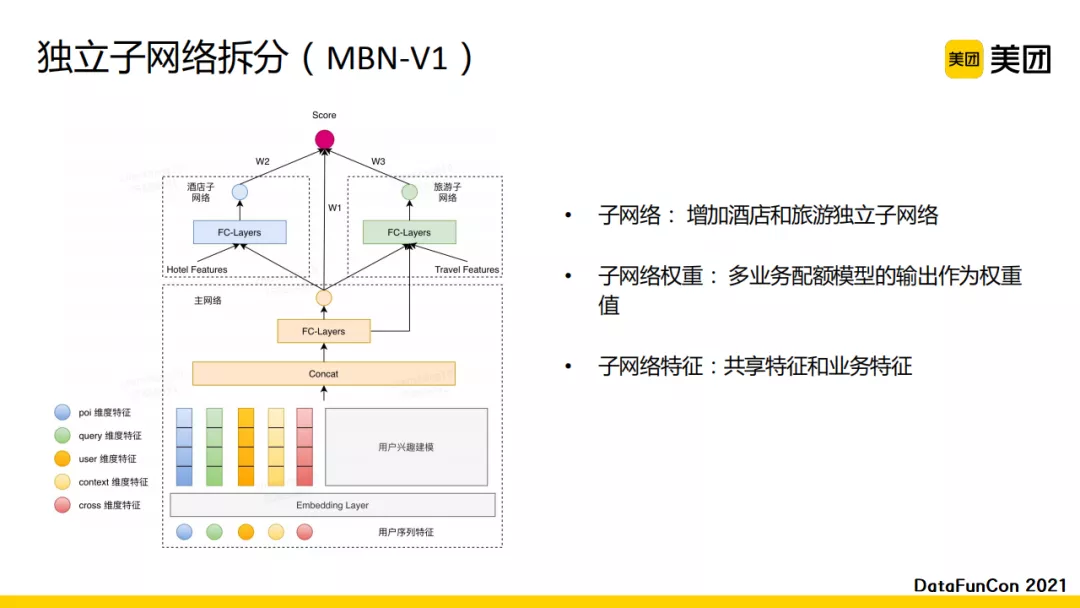 独立子网络拆分（MBN-V1）
美团 美团
Score
W2
W3
酒店子
网络
旅游子
网络
W1
FC-Layers
FC-Layers
Hotel Features
Travel Features
主网络
FC-Layers
Concat
poi 维度特征
query 维度特征
user 维度特征
context 维度特征
cross 维度特征
用户兴趣建模
Embedding Layer
用户序列特征
• 子网络： 增加酒店和旅游独立子网络
• 子网络权重： 多业务配额模型的输出作为权重
值
• 子网络特征：共享特征和业务特征
DataFunCon 2021